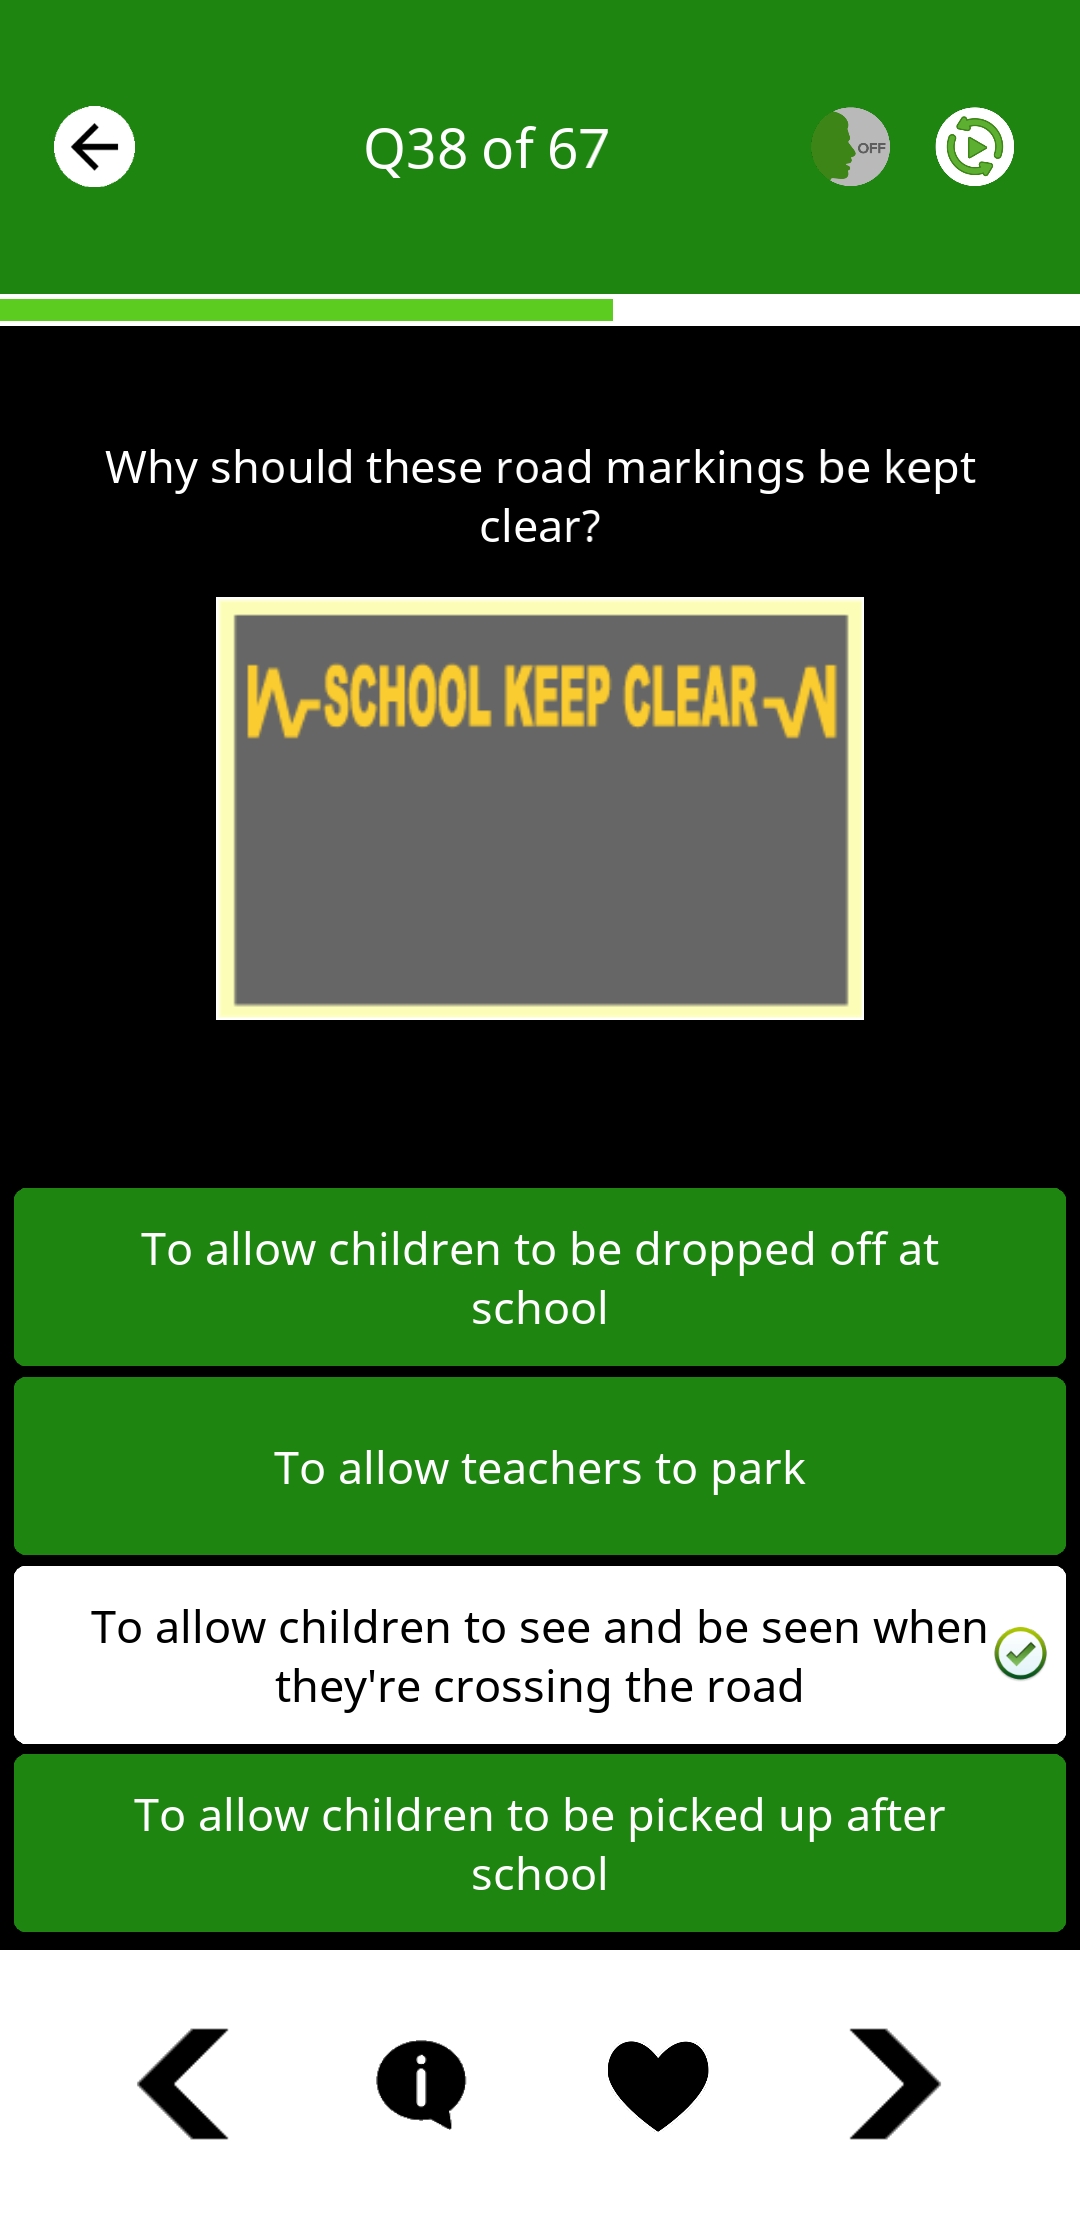 Q38 of 67
OFF
Why should these road markings be kept
clear?
SCHOOL KEEP CLEAR
To allow children to be dropped off at
school
To allow teachers to park
To allow children to see and be seen when
they're crossing the road
To allow children to be picked up after
school